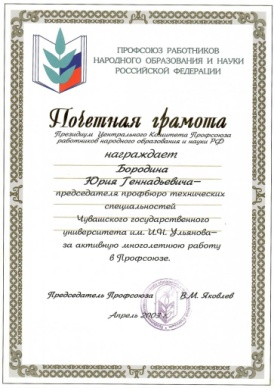 ПРОФСОЮЗ РАБОТНИКОВ
НАРОДНОГО ОБРАЗОВАНИЯ И НАУКИ
РОССИЙСКОЙ ФЕДЕРАЦИИ
Почетная грамота
Президиум Центрального Комитета Профсоюза
работников народного образования и науки РФ
награждает
Бородина
Юрия Геннадьевича—
председателя профбюро технических
специальностей
Чувашского государственного
университета им. И.Н. Ульянова—
за активную многолетнюю работу
в Профсоюзе.
Председатель Профсоюза В.М. Яковлев
Апрель 2003 г.